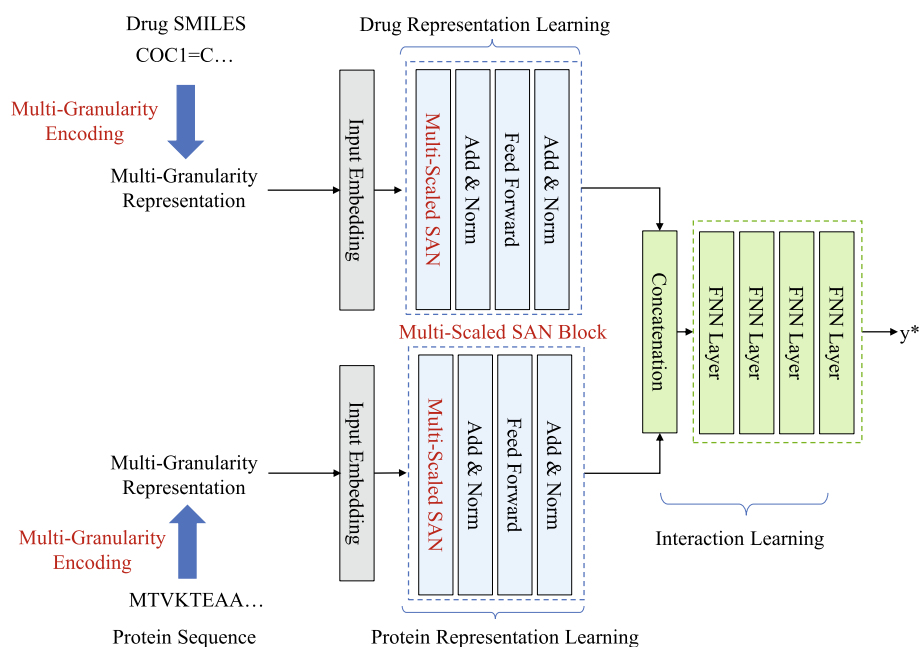 Drug SMILES
COC1=C...
Multi-Granularity
Encoding
Multi-Granularity
Representation
Input Embedding
Drug Representation Learning
Multi-Scaled SAN
Add & Norm
Feed Forward
Add & Norm
Multi-Scaled SAN Block
Multi-Granularity
Representation
Multi-Granularity
Encoding
MTVKTEAA...
Protein Sequence
Input Embedding
Multi-Scaled SAN
Add & Norm
Feed Forward
Add & Norm
Protein Representation Learning
Concatenation
FNN Layer
FNN Layer
FNN Layer
FNN Layer
y*
Interaction Learning